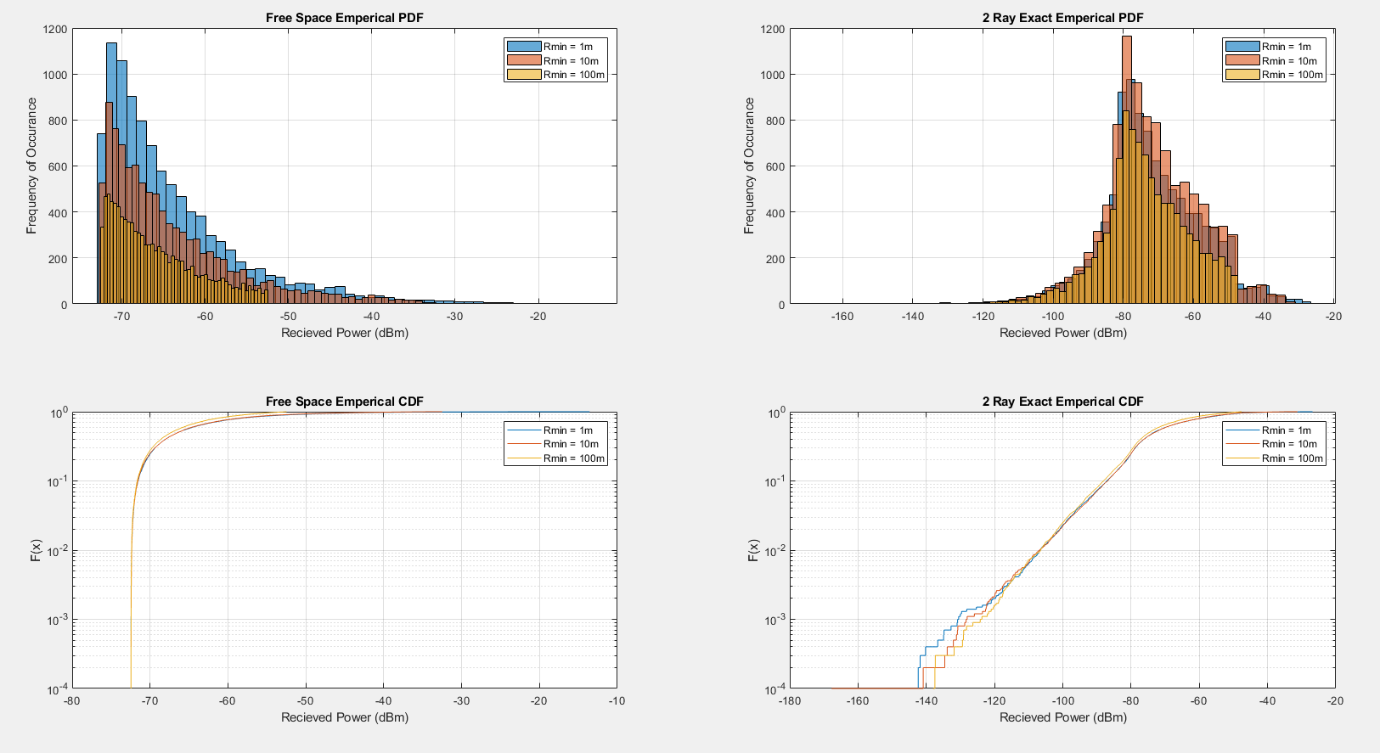 Free Space Emperical PDF
1200
1000
800
600
400
200
0
Frequency of Occurance
-70
-60
-50
-40
-30
-20
Recieved Power (dBm)
Rmin = 1m
Rmin = 10m
Rmin = 100m
2 Ray Exact Emperical PDF
1200
1000
800
600
400
200
0
Frequency of Occurance
-160
-140
-120
-100
-80
-60
-40
-20
Recieved Power (dBm)
Rmin = 1m
Rmin = 10m
Rmin = 100m
Free Space Emperical CDF
10^0
10^-1
10^-2
10^-3
10^-4
F(x)
-80
-70
-60
-50
-40
-30
-20
-10
Recieved Power (dBm)
Rmin = 1m
Rmin = 10m
Rmin = 100m
2 Ray Exact Emperical CDF
10^0
10^-1
10^-2
10^-3
10^-4
F(x)
-180
-160
-140
-120
-100
-80
-60
-40
-20
Recieved Power (dBm)
Rmin = 1m
Rmin = 10m
Rmin = 100m